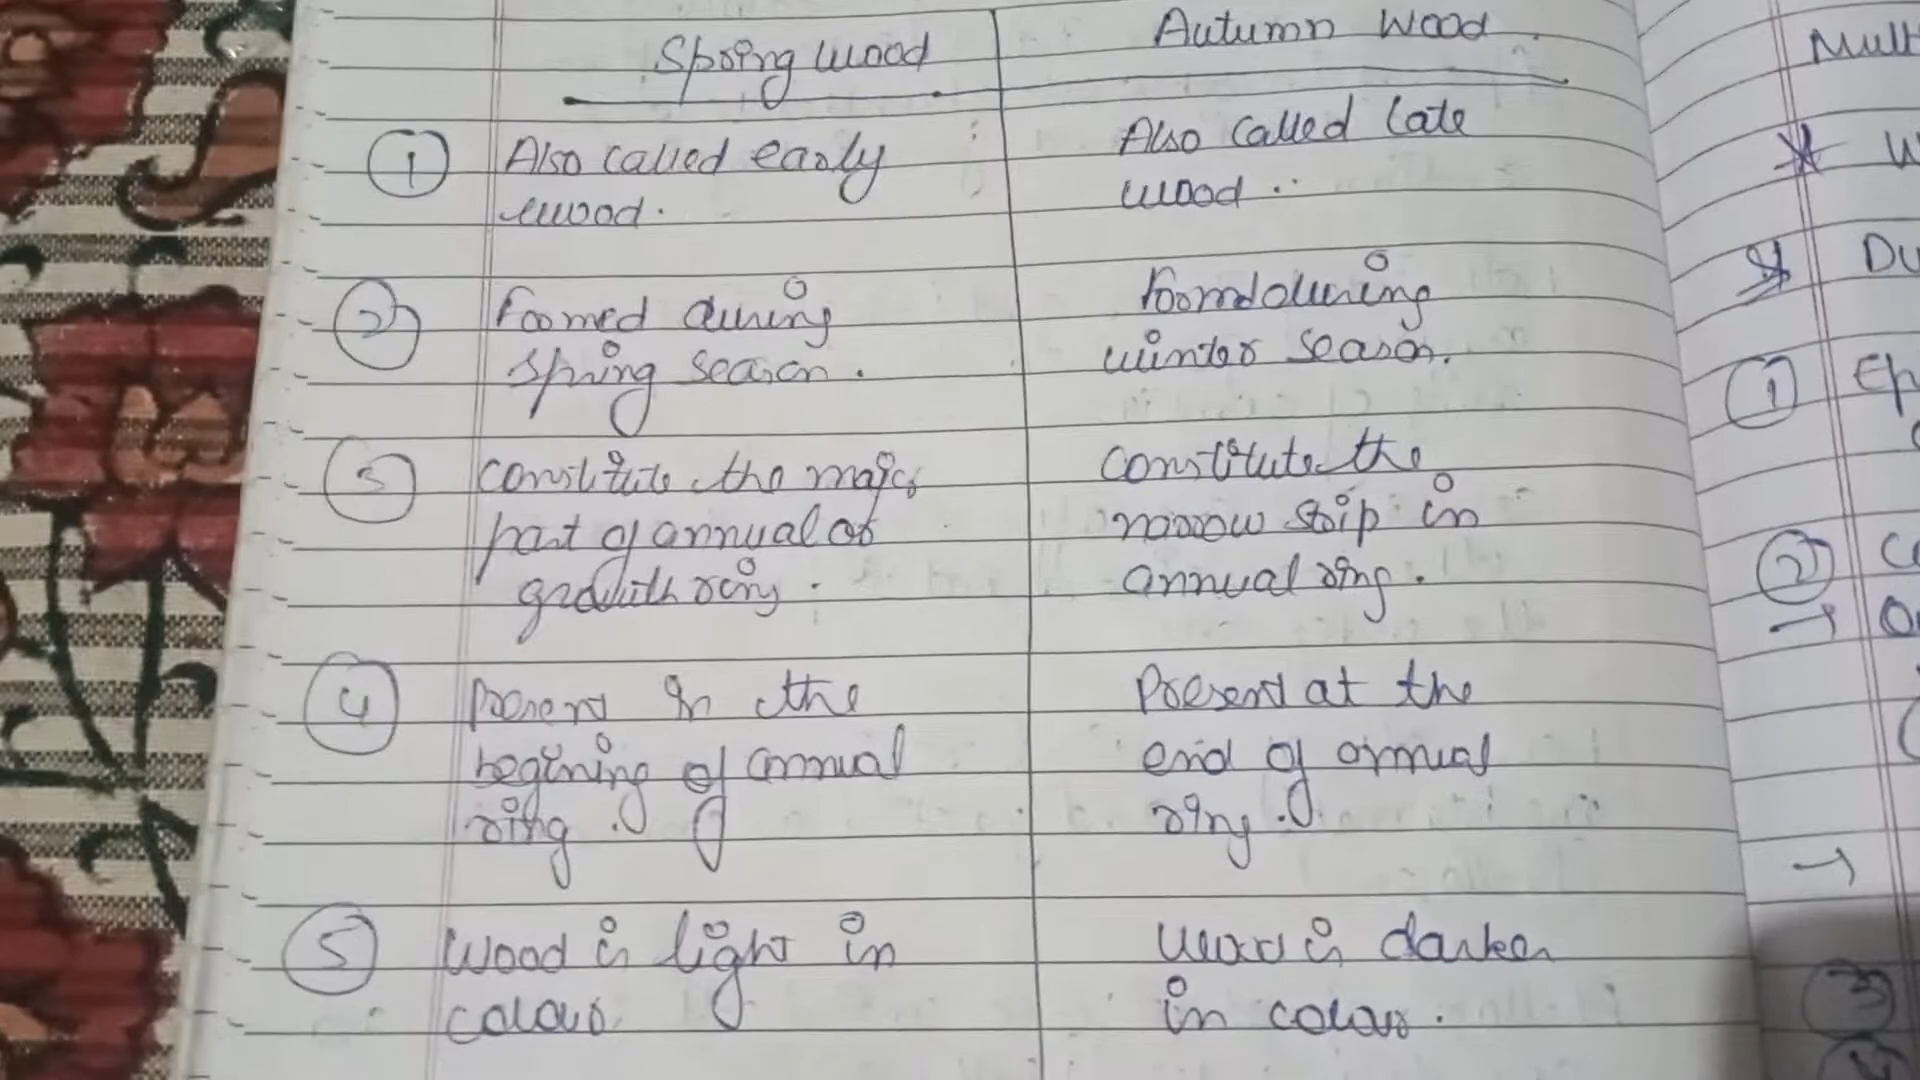 Spring wood
Autumn wood
① Also called early
wood.
Also called late
wood.
② Formed during
spring season.
Formd during
winter season.
③ constitute the major
part of annual or
growth ring.
constitute the
narrow strip in
annual ring.
④ present in the
begining of annual
ring.
Present at the
end of annual
ring.
⑤ Wood is light in
colour.
Wood is darker
in colour.
Mult
①
②
③